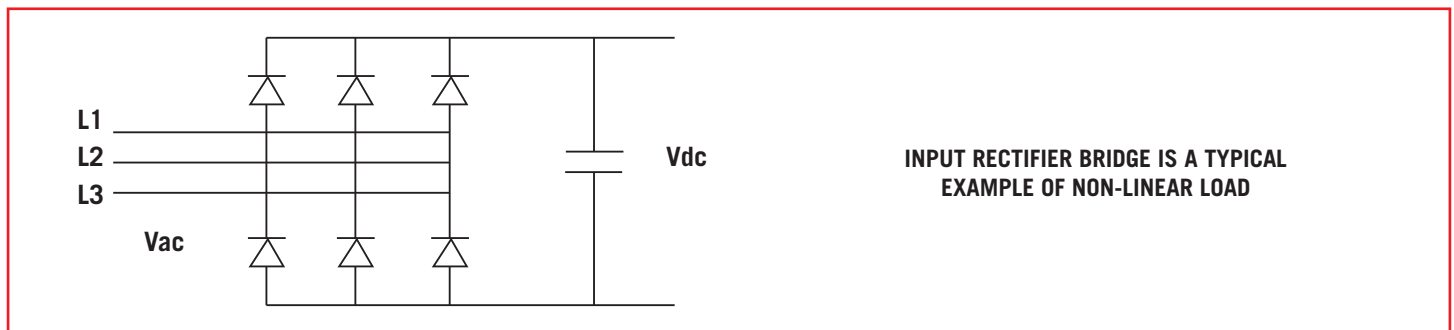 L1
L2
L3
Vac
Vdc
INPUT RECTIFIER BRIDGE IS A TYPICAL
EXAMPLE OF NON-LINEAR LOAD